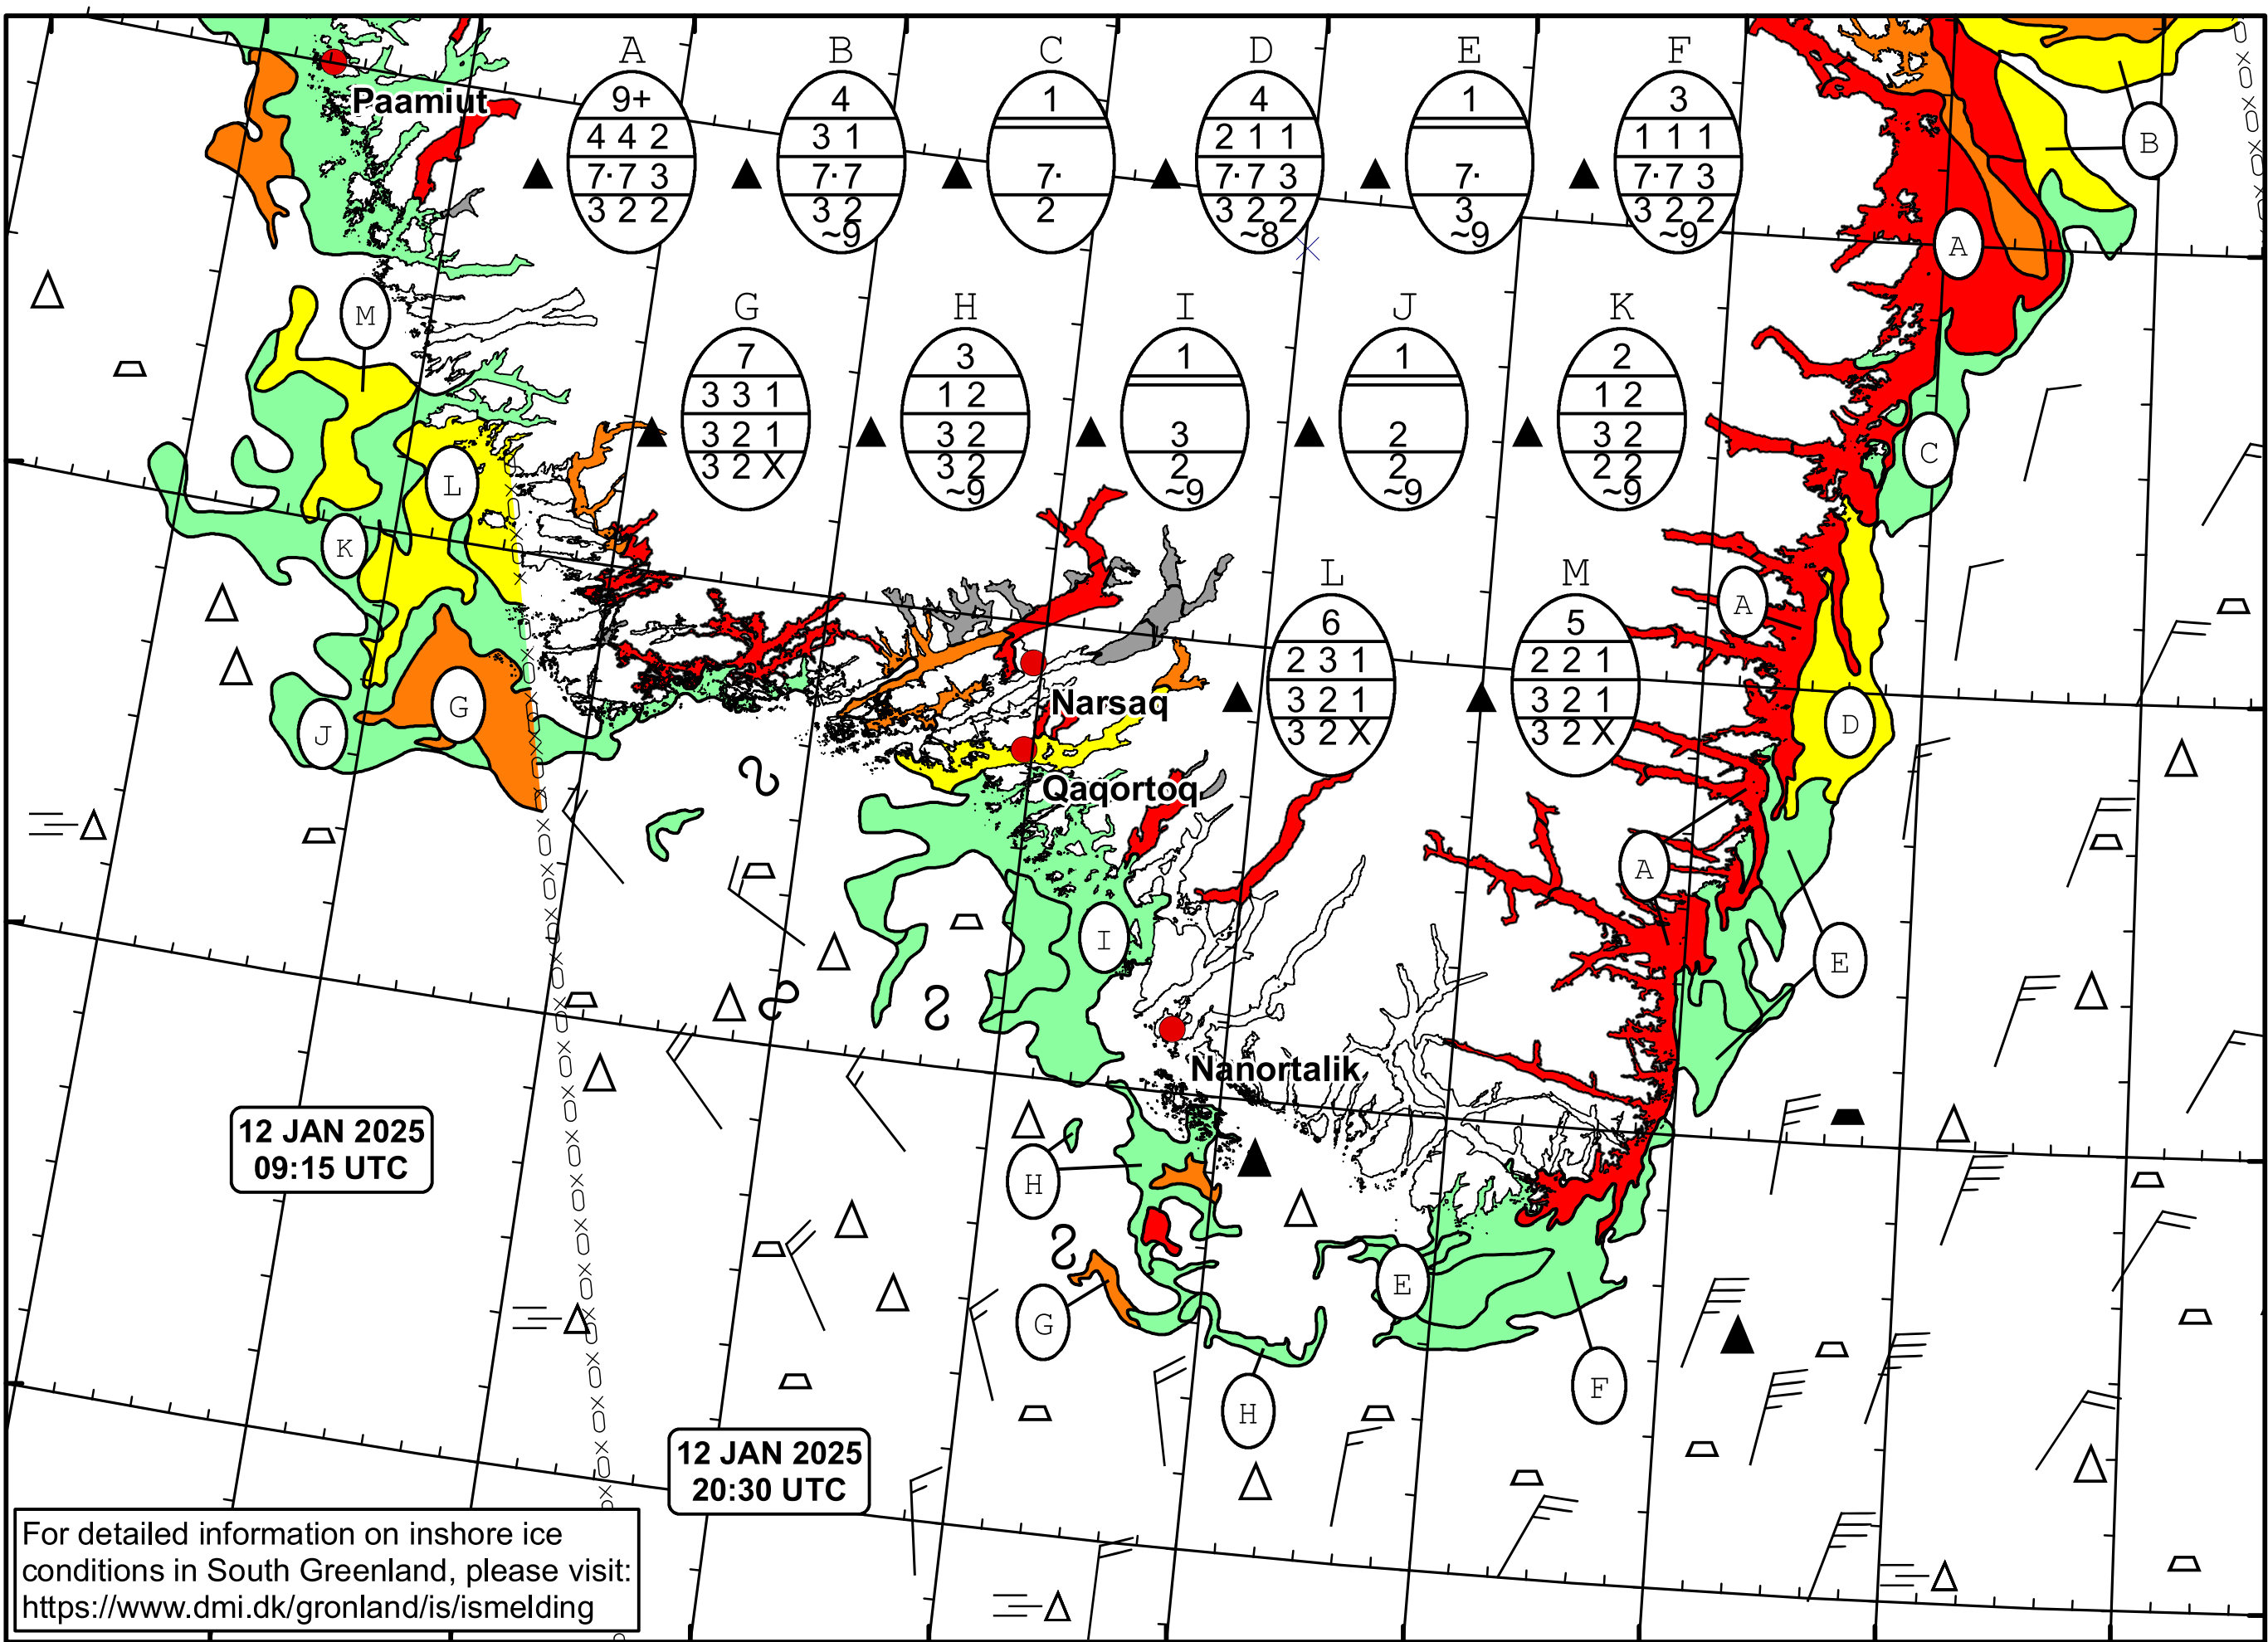 A B C D E F
9+ 4 1 4 1 3
4 4 2 3 1 2 1 1 1 1 1
7·7 3 7·7 7· 7·7 3 7· 7·7 3
3 2 2 3 2 2 3 2 2 3 3 2 2
~9 ~8 ~9 ~9
Paamiut
B
A
M
G H I J K
7 3 1 1 2
3 3 1 1 2 1 2
3 2 1 3 2 3 2 3 2
3 2 X 3 2 2 2 2 2
~9 ~9 ~9 ~9
C
L
K
L M
6 5
2 3 1 2 2 1
3 2 1 3 2 1
3 2 X 3 2 X
A
G
J
D
Narsaq
Qaqortoq
A
I
E
Nanortalik
12 JAN 2025
09:15 UTC
H
E
G
F
H
12 JAN 2025
20:30 UTC
For detailed information on inshore ice
conditions in South Greenland, please visit:
https://www.dmi.dk/gronland/is/ismelding